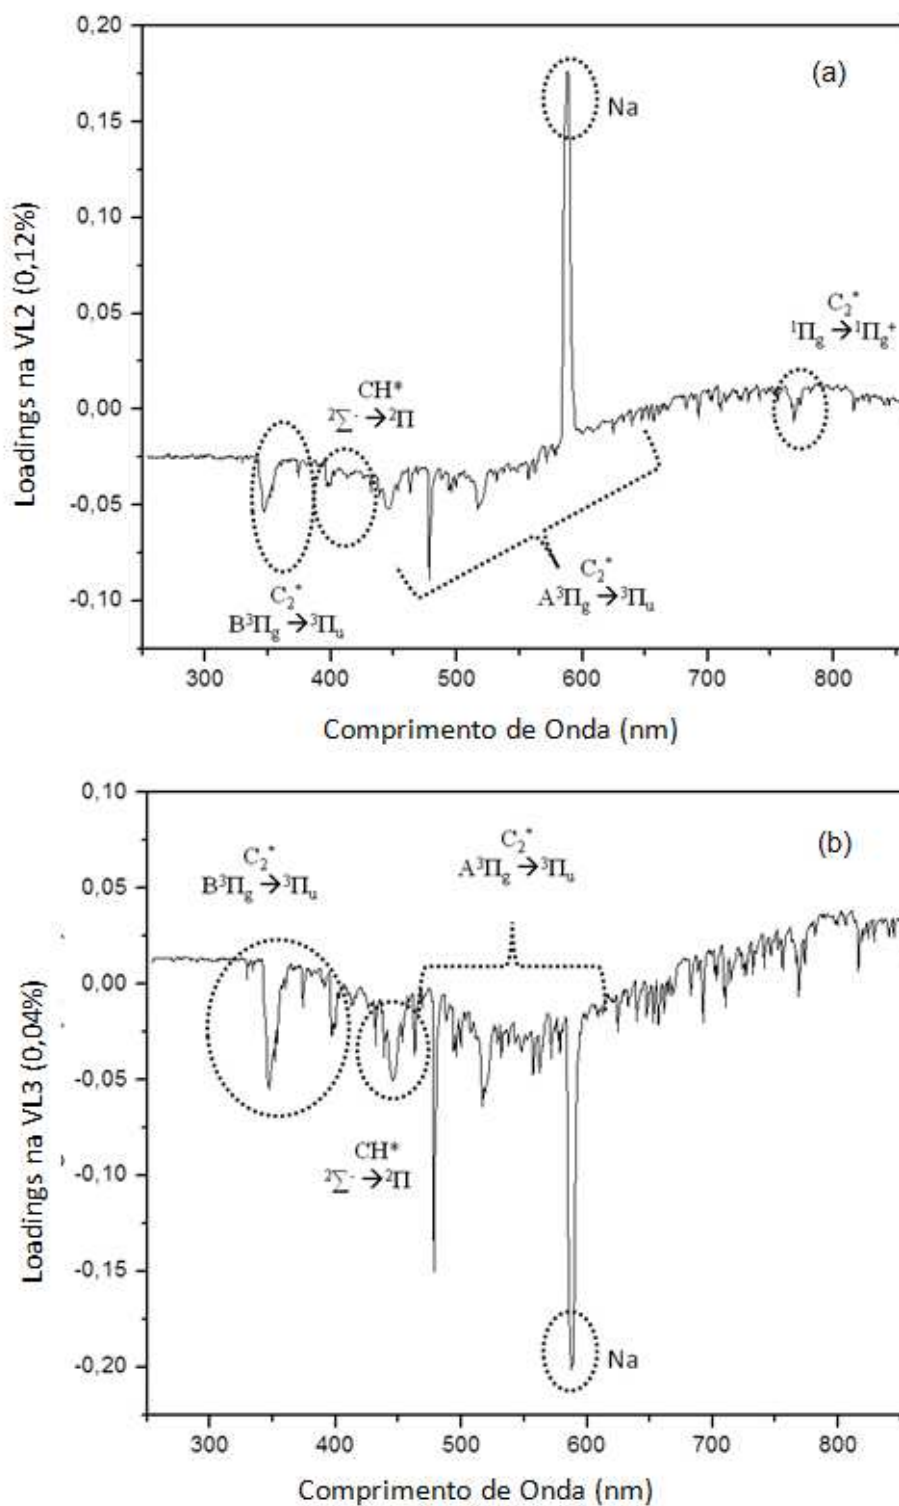 0,20
(a)
0,15
Na
0,10
0,05
0,00
-0,05
-0,10
Loadings na VL2 (0,12%)
C₂*
¹Πg → ¹Πg⁺
CH*
²Σ⁻ → ²Π
C₂*
B³Πg → ³Πu
C₂*
A³Πg → ³Πu
300 400 500 600 700 800
Comprimento de Onda (nm)
0,10
(b)
0,05
0,00
-0,05
-0,10
-0,15
-0,20
Loadings na VL3 (0,04%)
C₂*
B³Πg → ³Πu
C₂*
A³Πg → ³Πu
CH*
²Σ⁻ → ²Π
Na
300 400 500 600 700 800
Comprimento de Onda (nm)